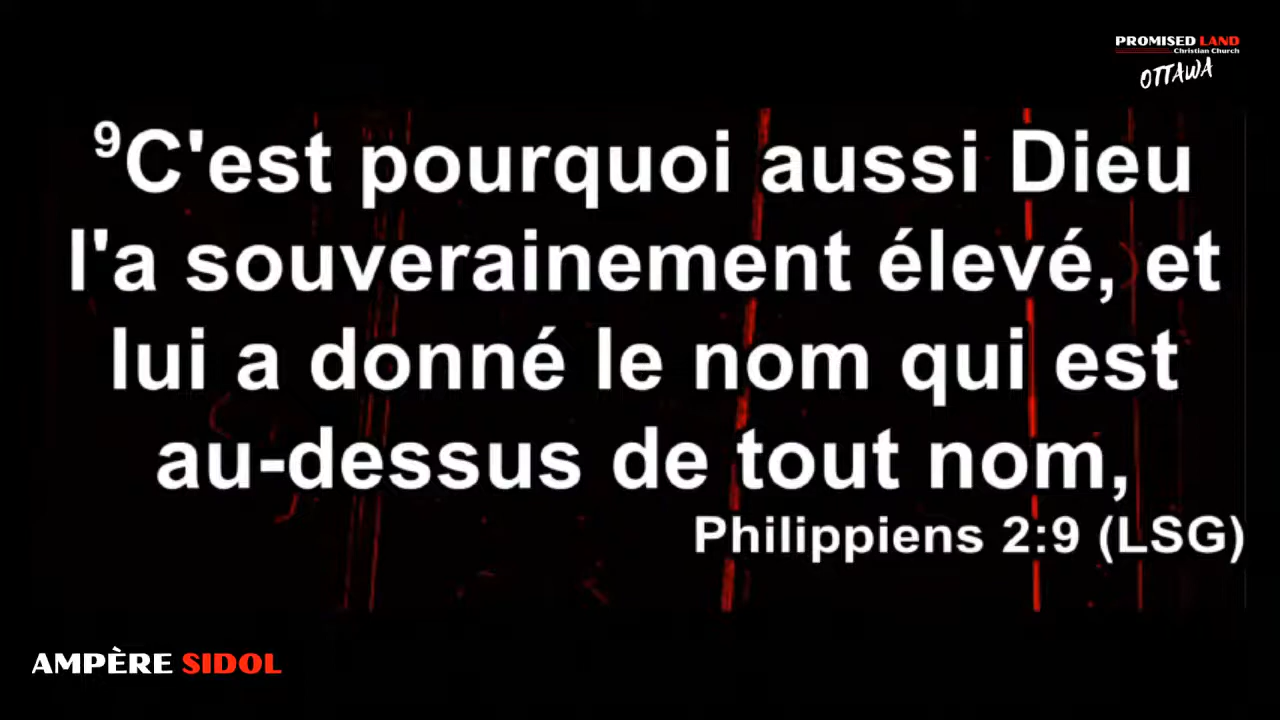 PROMISED LAND
Christian Church
OTTAWA
9C'est pourquoi aussi Dieu
l'a souverainement élevé, et
lui a donné le nom qui est
au-dessus de tout nom,
Philippiens 2:9 (LSG)
AMPÈRE SIDOL